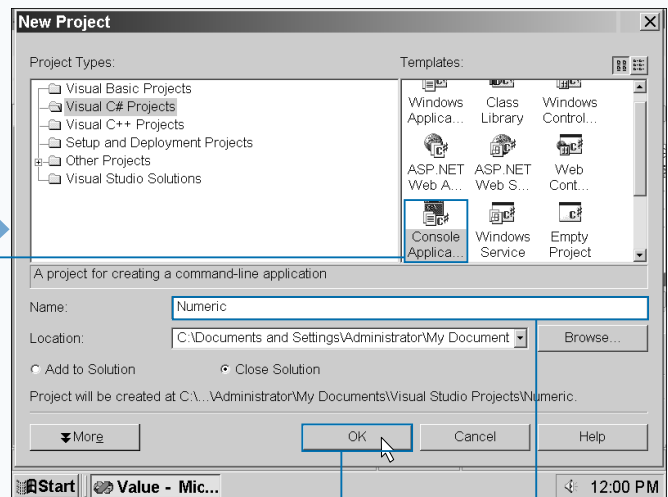 New Project
Project Types:
Templates:
Visual Basic Projects
Visual C# Projects
Visual C++ Projects
Setup and Deployment Projects
Other Projects
Visual Studio Solutions
Windows Applica...
Class Library
Windows Control...
ASP.NET Web A...
ASP.NET Web S...
Web Cont...
Console Applica...
Windows Service
Empty Project
A project for creating a command-line application
Name:
Numeric
Location:
C:\Documents and Settings\Administrator\My Document
Browse...
Add to Solution
Close Solution
Project will be created at C:\...\Administrator\My Documents\Visual Studio Projects\Numeric.
More
OK
Cancel
Help
Start
Value - Mic...
12:00 PM